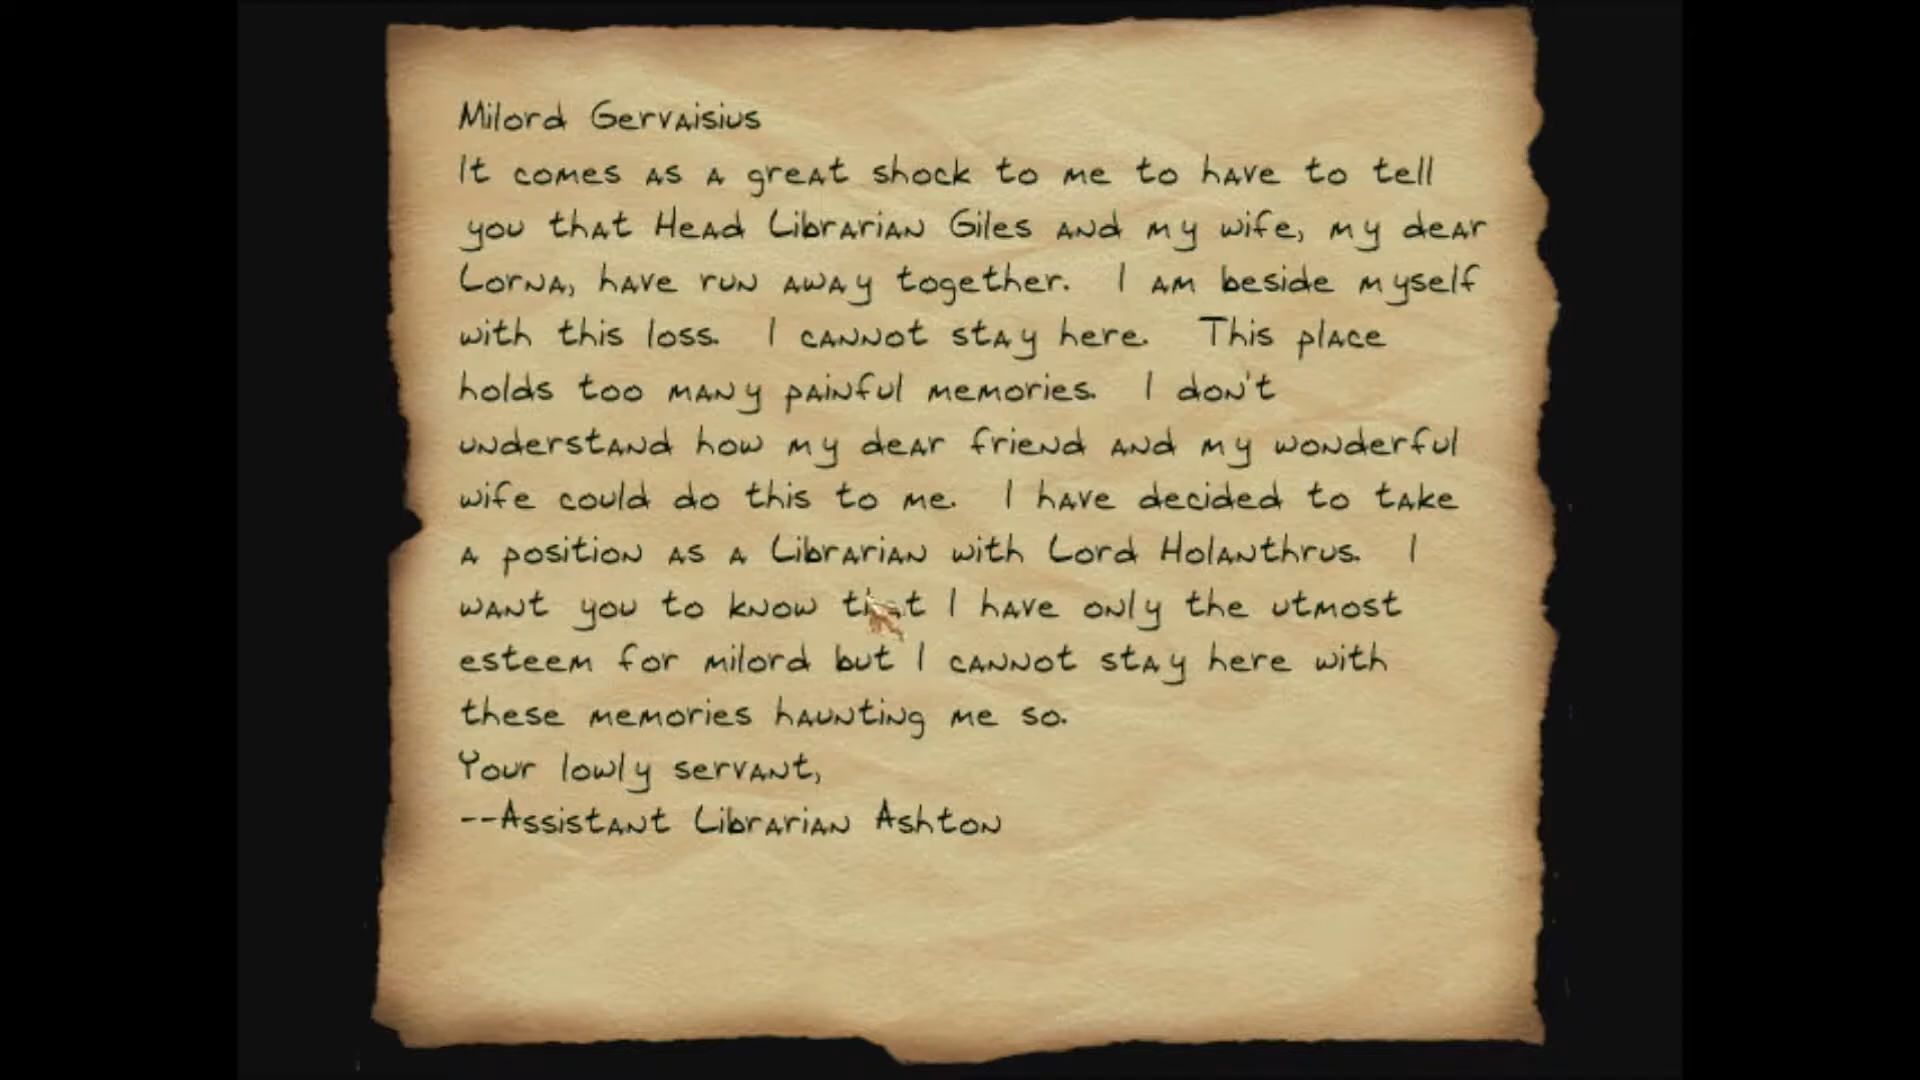 Milord Gervaisius
It comes as a great shock to me to have to tell
you that Head Librarian Giles and my wife, my dear
Lorna, have run away together. I am beside myself
with this loss. I cannot stay here. This place
holds too many painful memories. I don't
understand how my dear friend and my wonderful
wife could do this to me. I have decided to take
a position as a Librarian with Lord Holanthrus. I
want you to know that I have only the utmost
esteem for milord but I cannot stay here with
these memories haunting me so.
Your lowly servant,
--Assistant Librarian Ashton